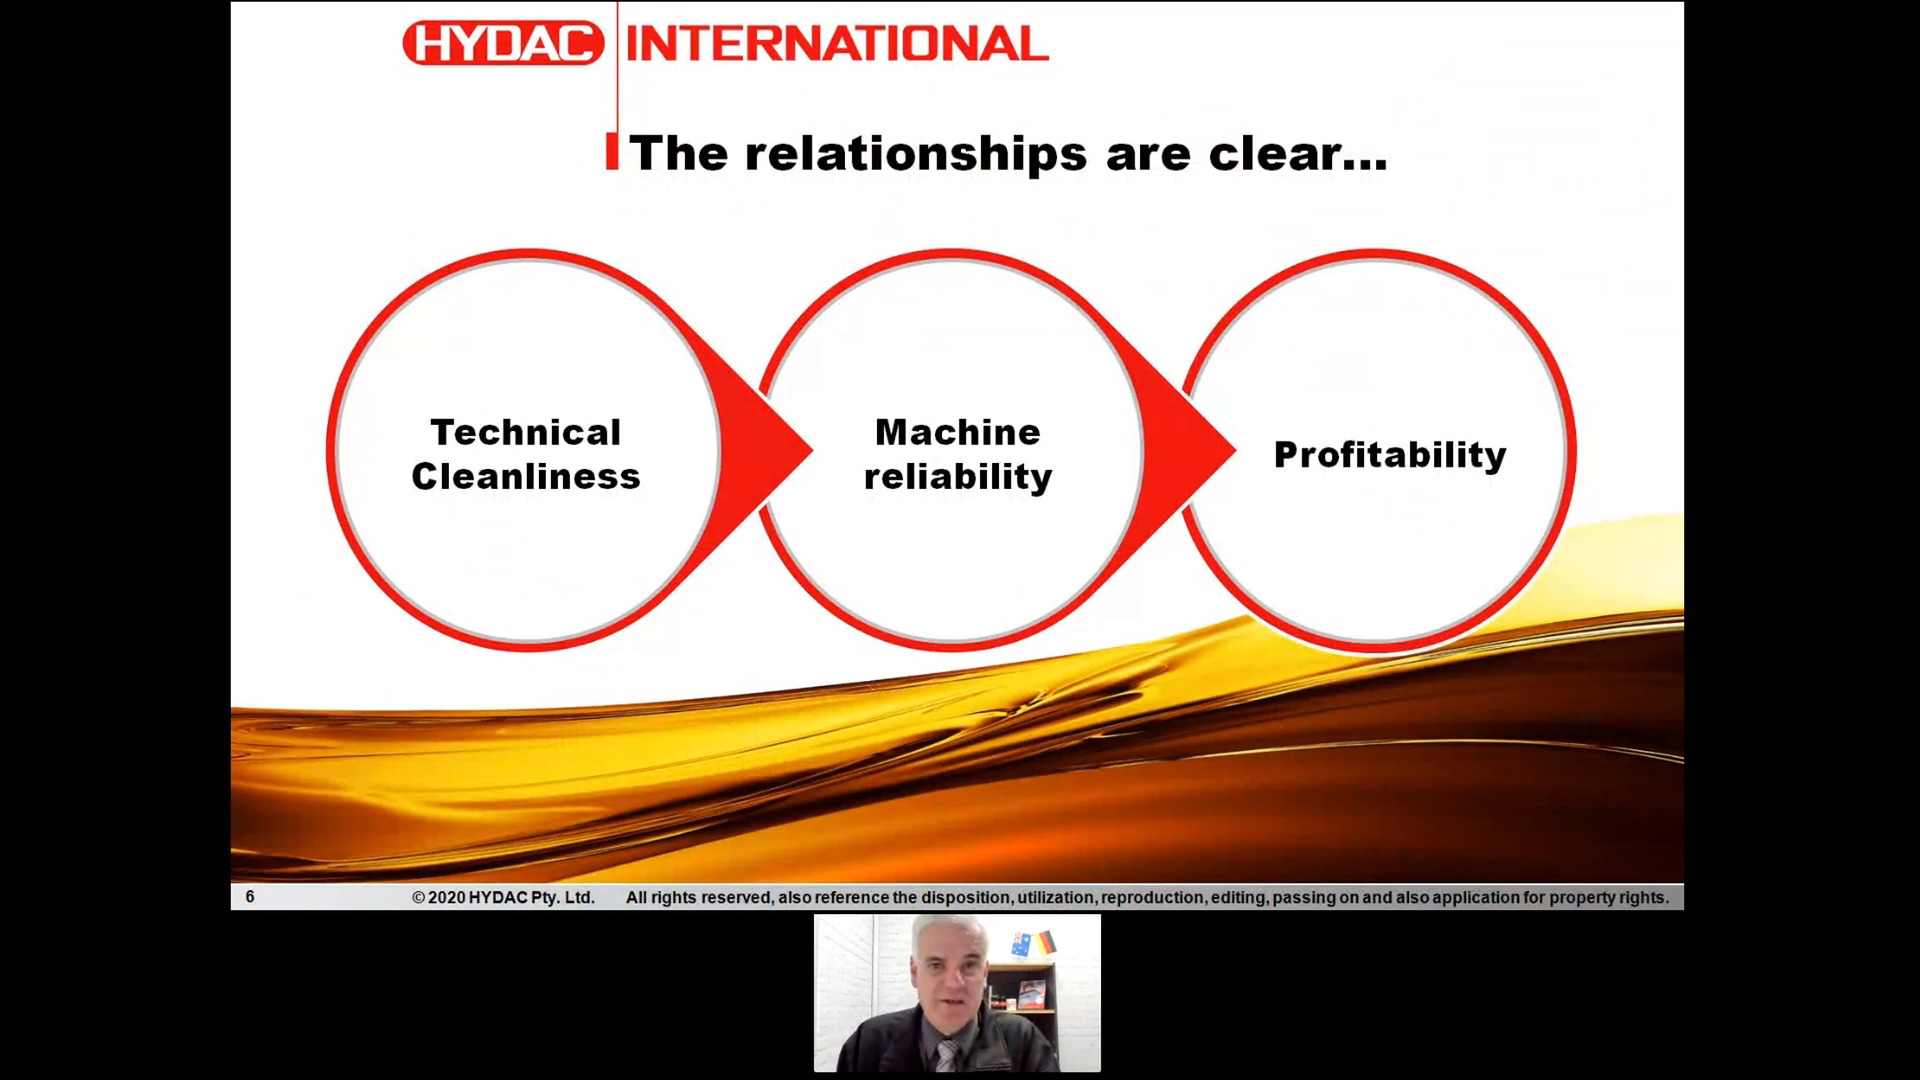 HYDAC INTERNATIONAL
The relationships are clear...
Technical
Cleanliness
Machine
reliability
Profitability
6 © 2020 HYDAC Pty. Ltd. All rights reserved, also reference the disposition, utilization, reproduction, editing, passing on and also application for property rights.